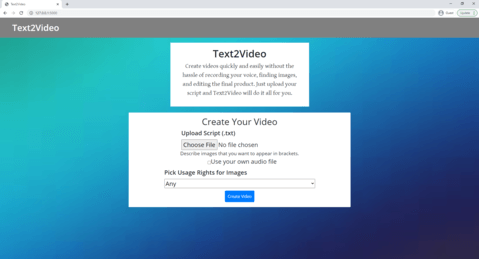 Text2Video
127.0.0.1:5000
Guest
Update
Text2Video
Text2Video
Create videos quickly and easily without the
hassle of recording your voice, finding images,
and editing the final product. Just upload your
script and Text2Video will do it all for you.
Create Your Video
Upload Script (.txt)
Choose File No file chosen
Describe images that you want to appear in brackets.
Use your own audio file
Pick Usage Rights for Images
Any
Create Video